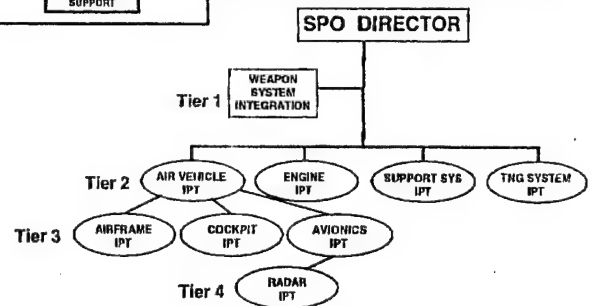 SUPPORT
SPO DIRECTOR
WEAPON
SYSTEM
INTEGRATION
Tier 1
Tier 2
AIR VEHICLE
IPT
ENGINE
IPT
SUPPORT SYS
IPT
TNG SYSTEM
IPT
Tier 3
AIRFRAME
IPT
COCKPIT
IPT
AVIONICS
IPT
Tier 4
RADAR
IPT